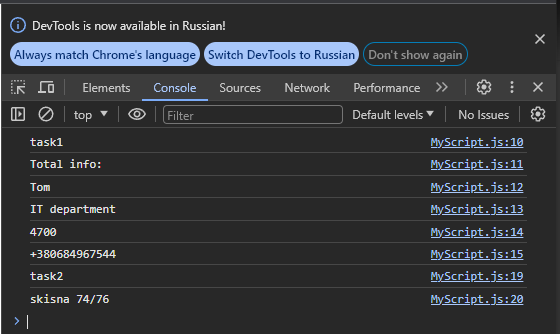 DevTools is now available in Russian!
Always match Chrome's language Switch DevTools to Russian Don't show again
Elements Console Sources Network Performance
top Filter Default levels No Issues
task1 MyScript.js:10
Total info: MyScript.js:11
Tom MyScript.js:12
IT department MyScript.js:13
4700 MyScript.js:14
+380684967544 MyScript.js:15
task2 MyScript.js:19
skisna 74/76 MyScript.js:20